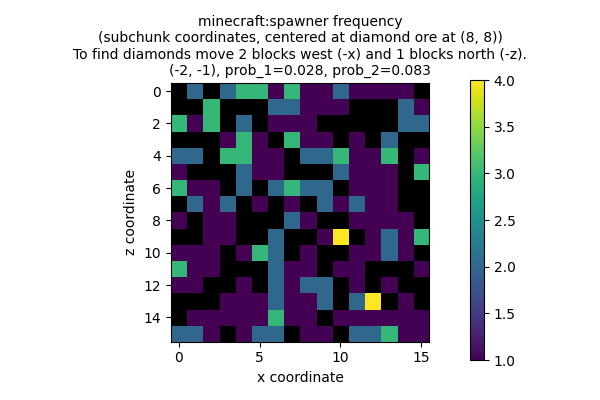 minecraft:spawner frequency
(subchunk coordinates, centered at diamond ore at (8, 8))
To find diamonds move 2 blocks west (-x) and 1 blocks north (-z).
(-2, -1), prob_1=0.028, prob_2=0.083
0
2
4
6
8
10
12
14
z coordinate
0 5 10 15
x coordinate
4.0
3.5
3.0
2.5
2.0
1.5
1.0